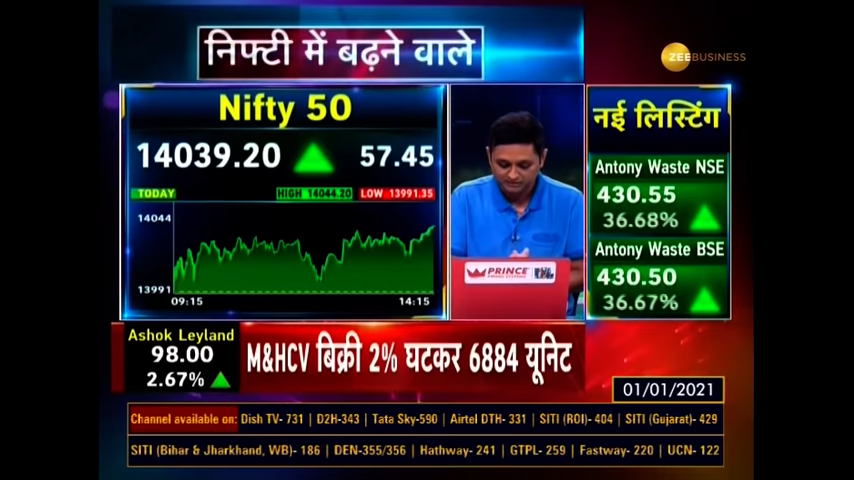 निफ्टी में बढ़ने वाले
ZEEBUSINESS
Nifty 50
14039.20 57.45
TODAY HIGH 14044.20 LOW 13991.35
14044
13991
09:15 14:15
PRINCE
नई लिस्टिंग
Antony Waste NSE
430.55
36.68%
Antony Waste BSE
430.50
36.67%
Ashok Leyland
98.00
2.67%
M&HCV बिक्री 2% घटकर 6884 यूनिट
01/01/2021
Channel available on: Dish TV- 731 | D2H-343 | Tata Sky-590 | Airtel DTH- 331 | SITI (ROI)- 404 | SITI (Gujarat)- 429
SITI (Bihar & Jharkhand, WB)- 186 | DEN-355/356 | Hathway- 241 | GTPL- 259 | Fastway- 220 | UCN- 122